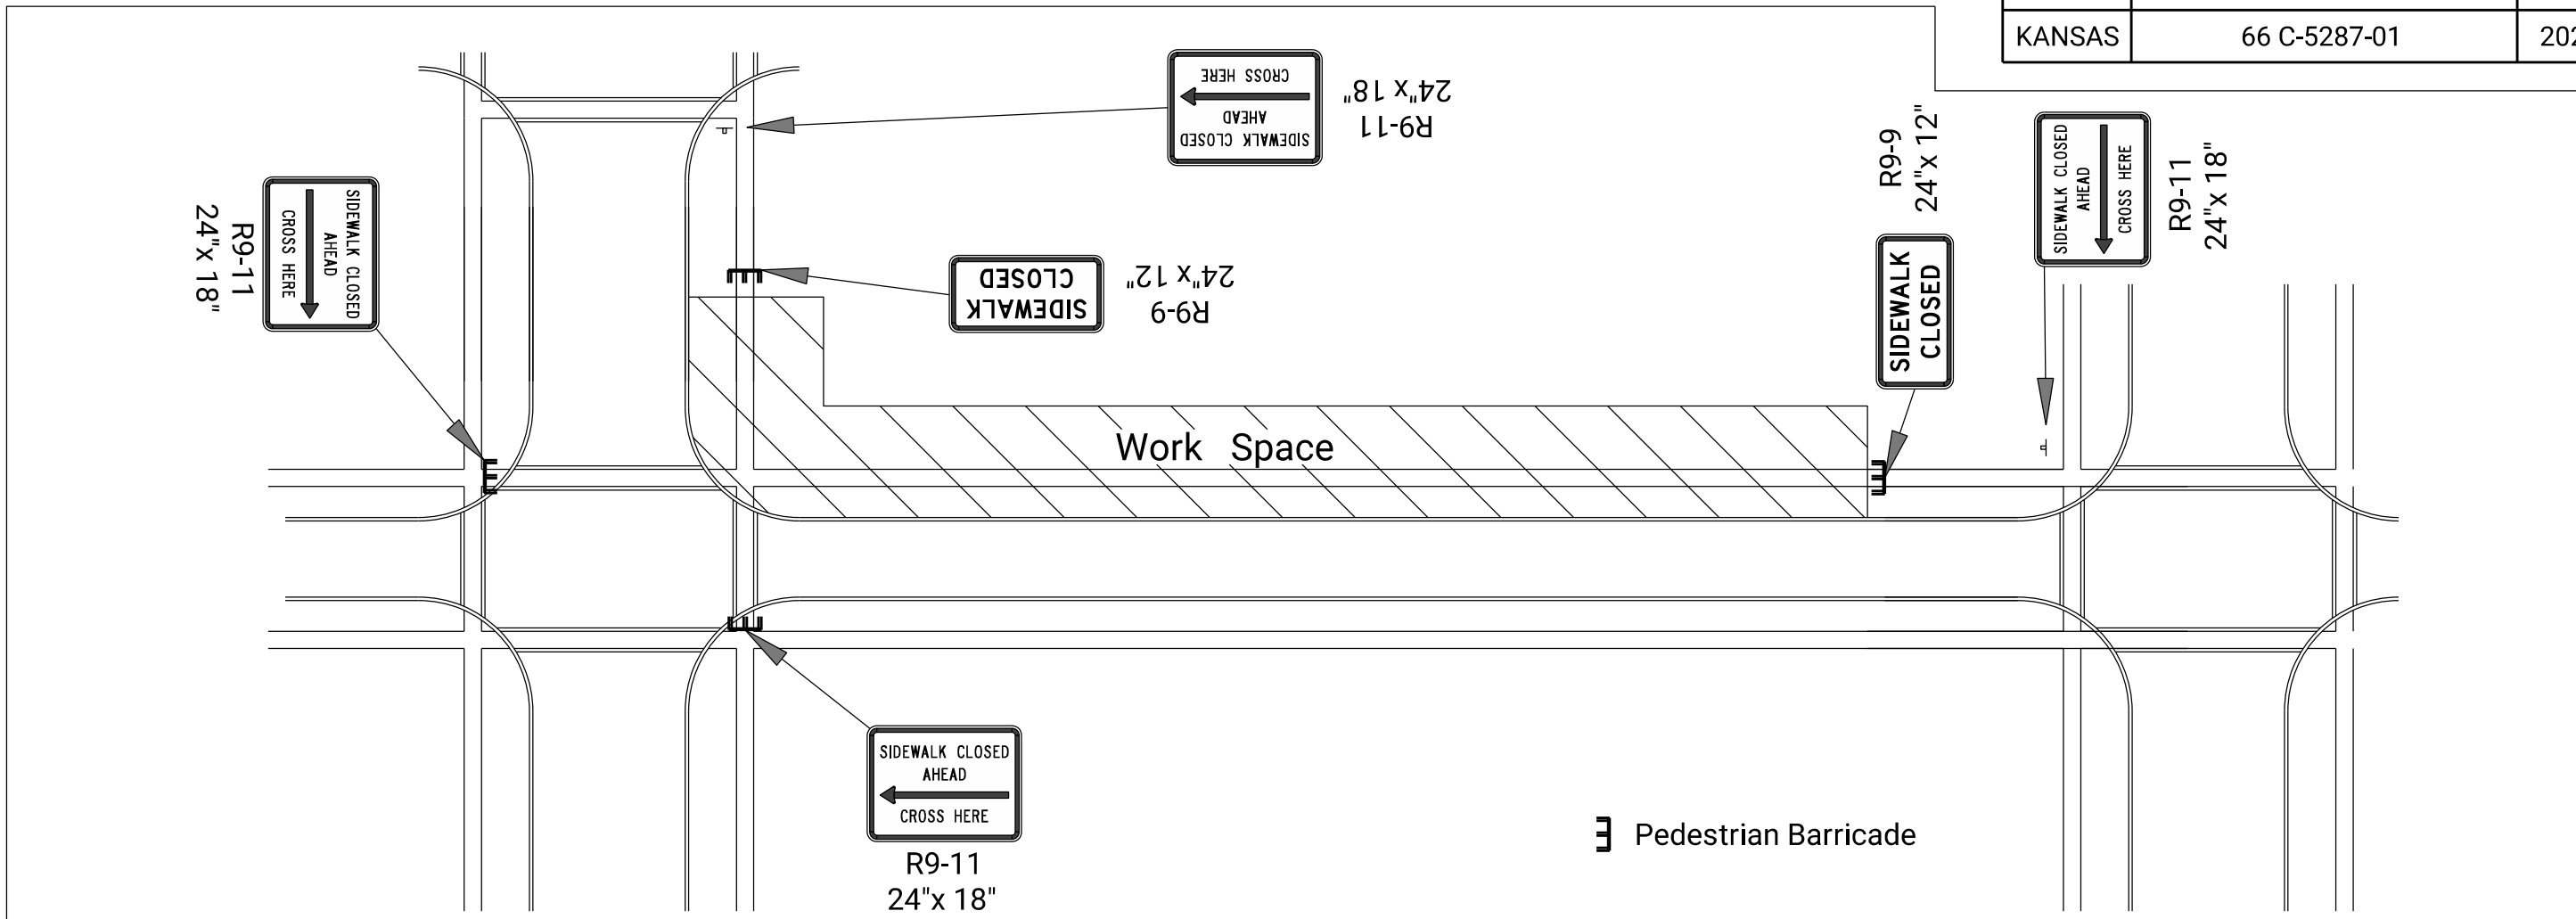 KANSAS 66 C-5287-01 202
SIDEWALK CLOSED
AHEAD
CROSS HERE
R9-11
24"x 18"
R9-9
24"x 12"
SIDEWALK CLOSED
AHEAD
CROSS HERE
R9-11
24"x 18"
SIDEWALK CLOSED
AHEAD
CROSS HERE
R9-11
24"x 18"
SIDEWALK
CLOSED
R9-9
24"x 12"
SIDEWALK
CLOSED
Work Space
SIDEWALK CLOSED
AHEAD
CROSS HERE
R9-11
24"x 18"
Pedestrian Barricade